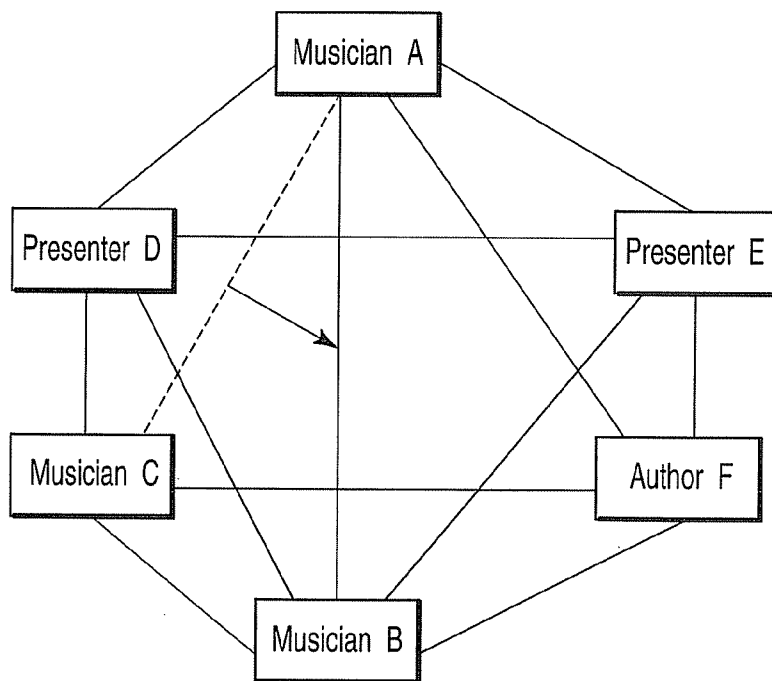 Musician A
Presenter D
Presenter E
Musician C
Author F
Musician B